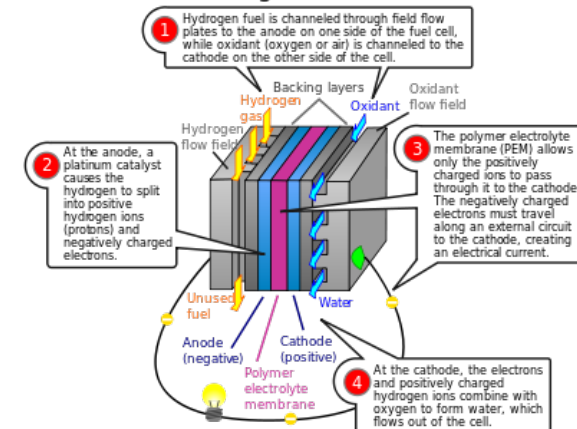 1
Hydrogen fuel is channeled through field flow
plates to the anode on one side of the fuel cell,
while oxidant (oxygen or air) is channeled to the
cathode on the other side of the cell.
Backing layers
Hydrogen
gas
Oxidant
Oxidant
flow field
Hydrogen
flow field
2
At the anode, a
platinum catalyst
causes the
hydrogen to split
into positive
hydrogen ions
(protons) and
negatively charged
electrons.
3
The polymer electrolyte
membrane (PEM) allows
only the positively
charged ions to pass
through it to the cathode
The negatively charged
electrons must travel
along an external circuit
to the cathode, creating
an electrical current.
Unused
fuel
Water
Anode
(negative)
Cathode
(positive)
Polymer
electrolyte
membrane
4
At the cathode, the electrons
and positively charged
hydrogen ions combine with
oxygen to form water, which
flows out of the cell.